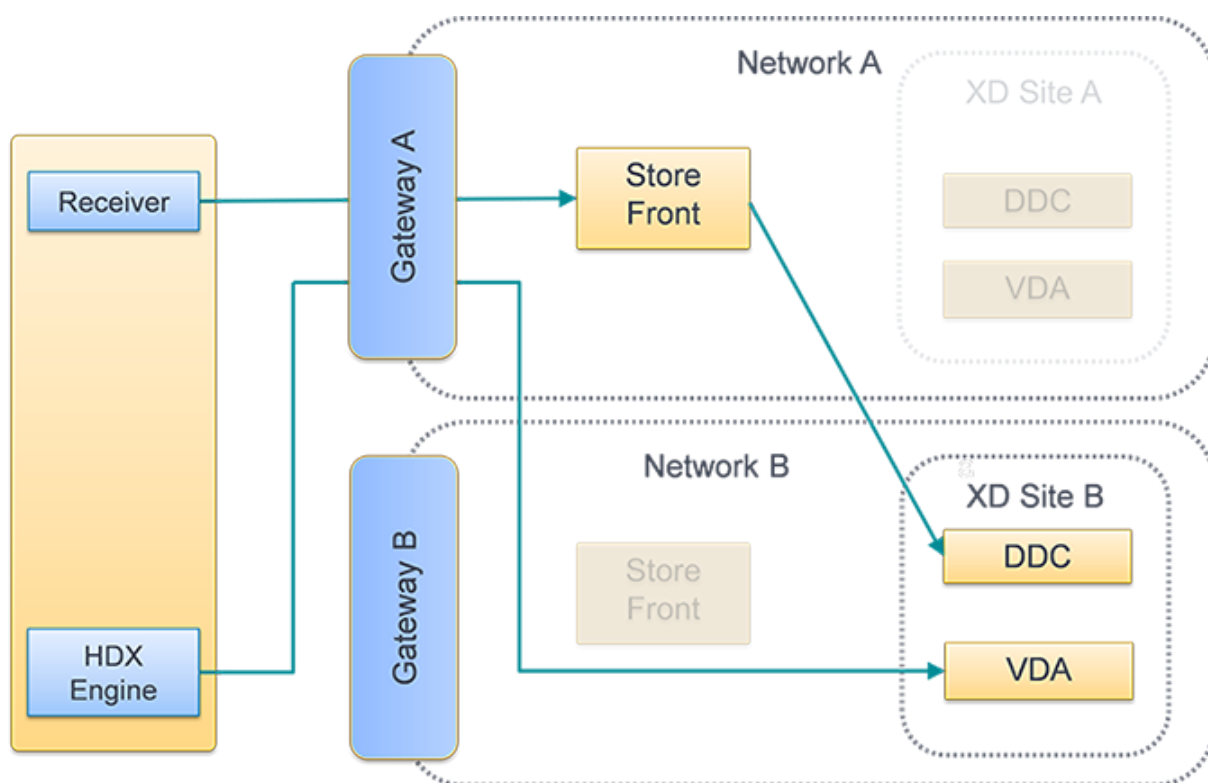 Network A
XD Site A
Gateway A
Receiver
Store
Front
DDC
VDA
Network B
XD Site B
Gateway B
Store
Front
DDC
HDX
Engine
VDA